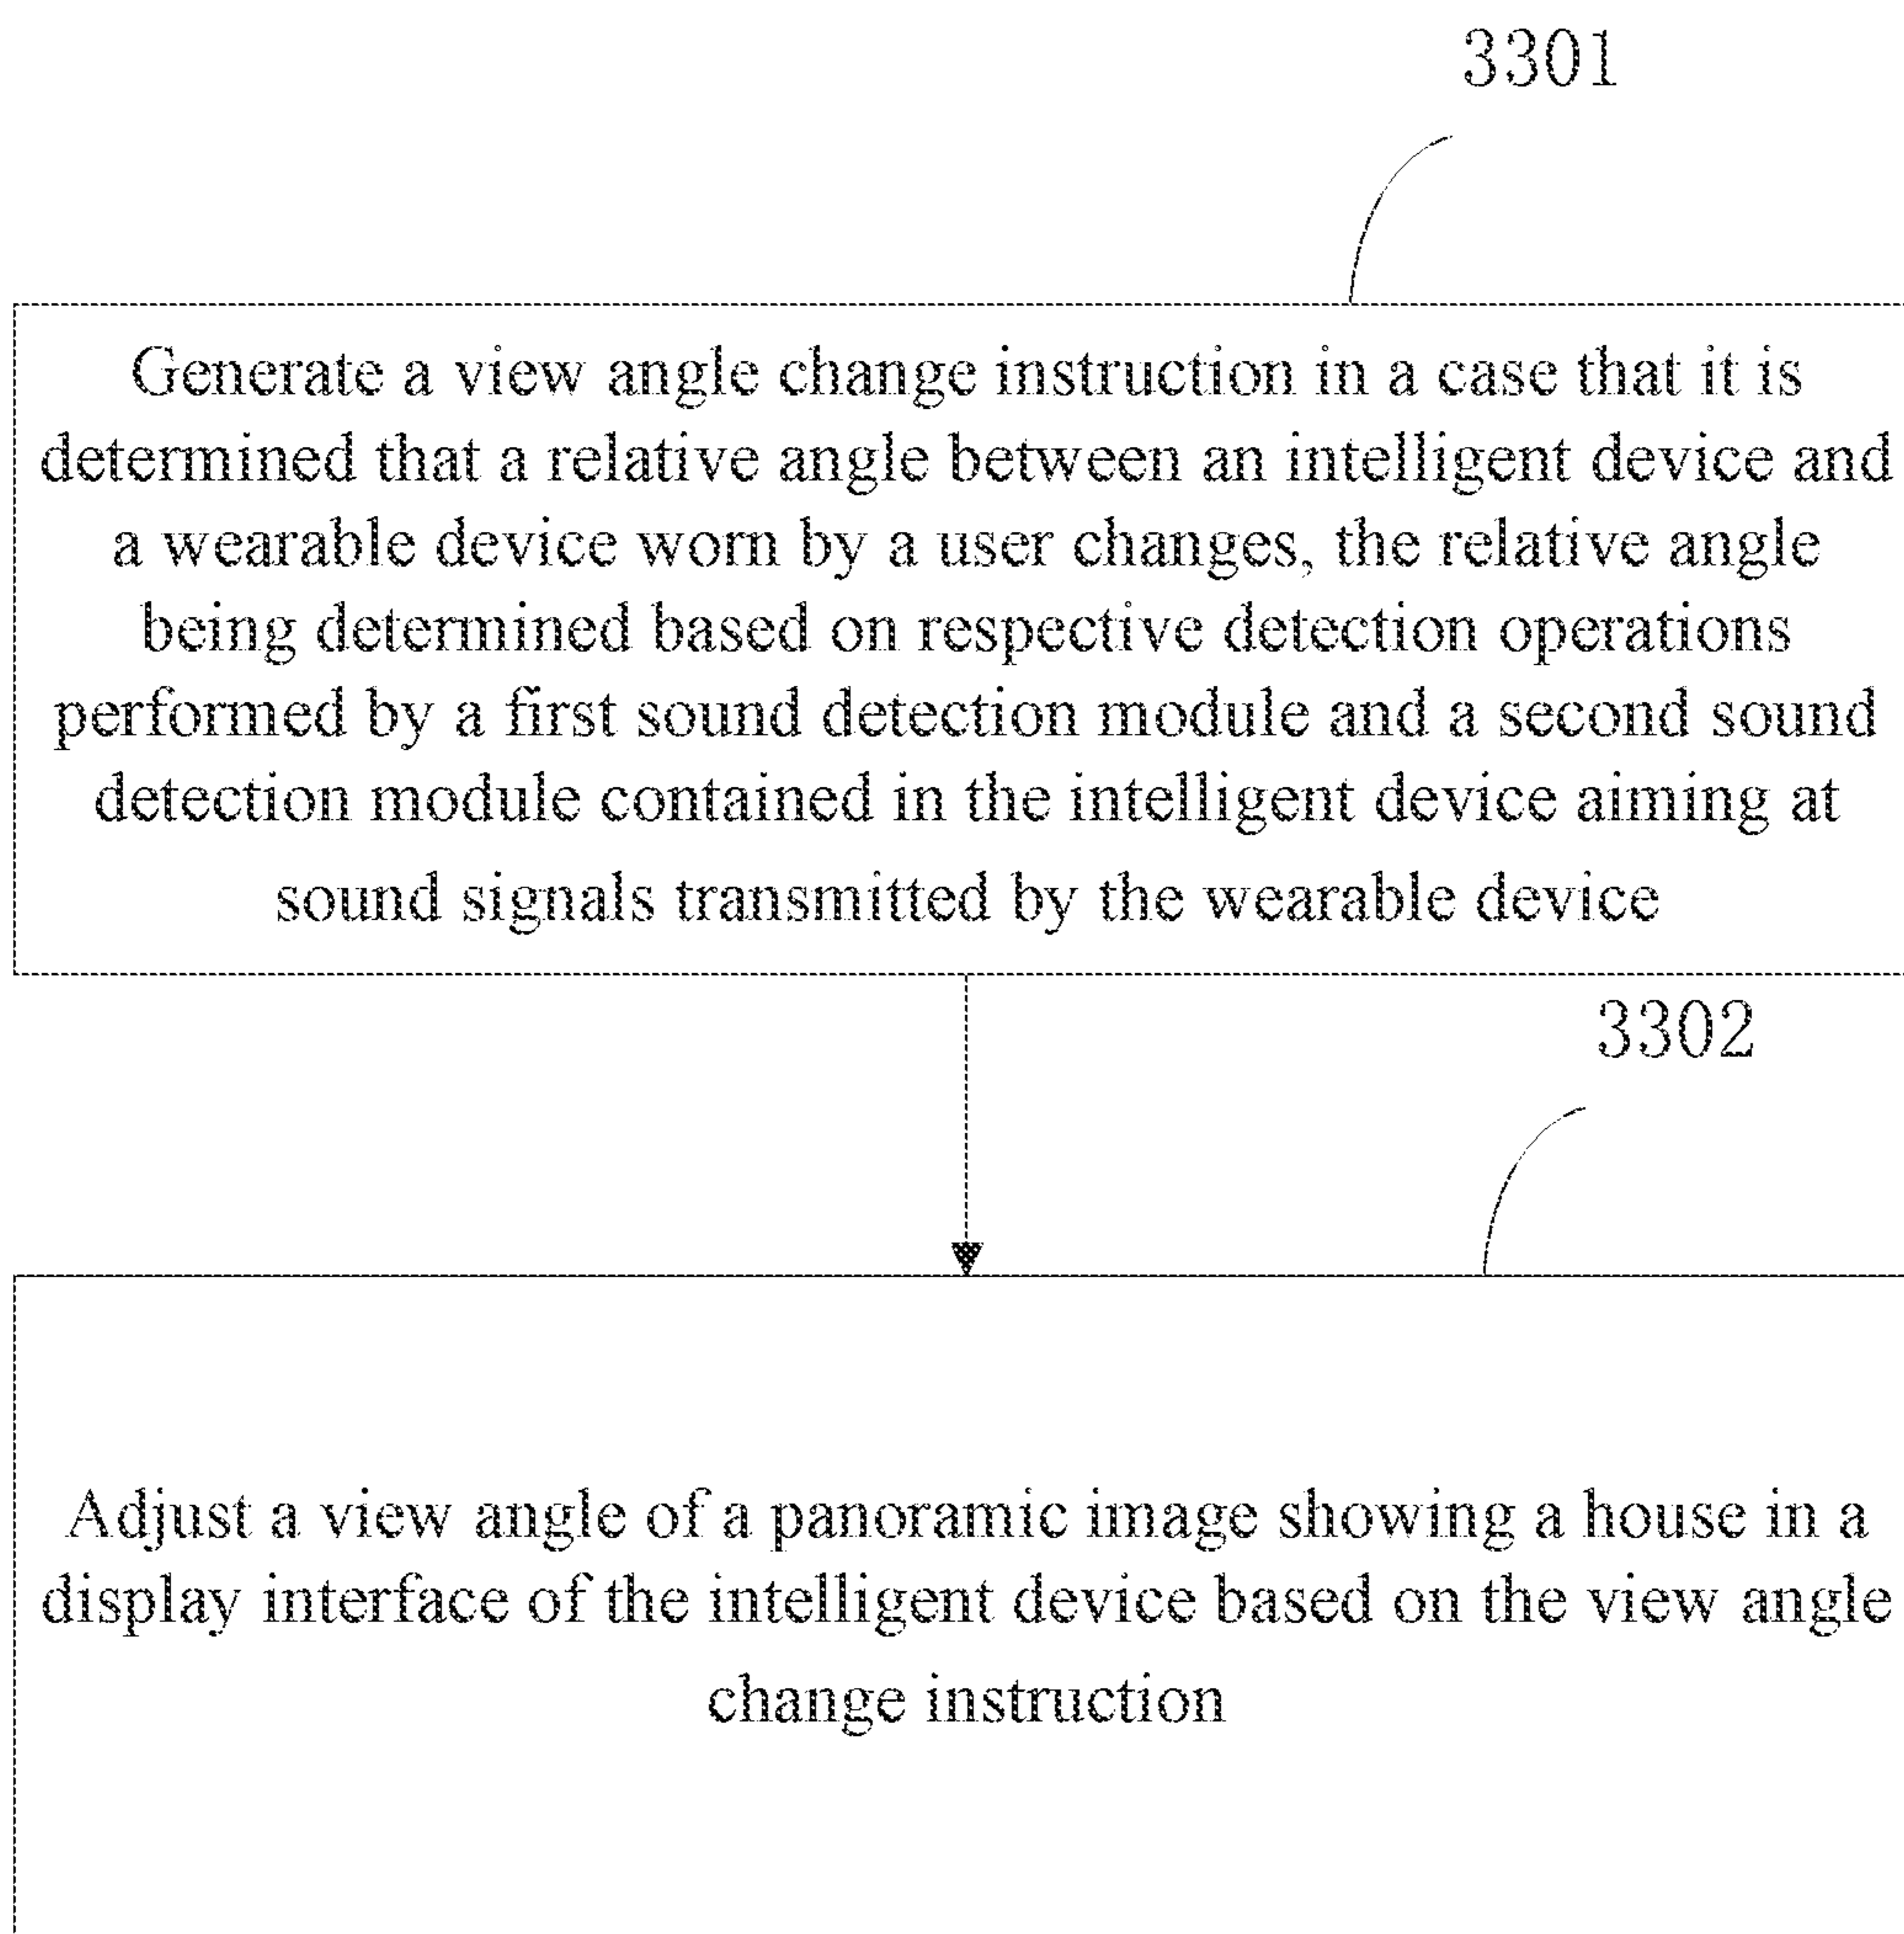 3301
Generate a view angle change instruction in a case that it is
determined that a relative angle between an intelligent device and
a wearable device worn by a user changes, the relative angle
being determined based on respective detection operations
performed by a first sound detection module and a second sound
detection module contained in the intelligent device aiming at
sound signals transmitted by the wearable device
3302
Adjust a view angle of a panoramic image showing a house in a
display interface of the intelligent device based on the view angle
change instruction